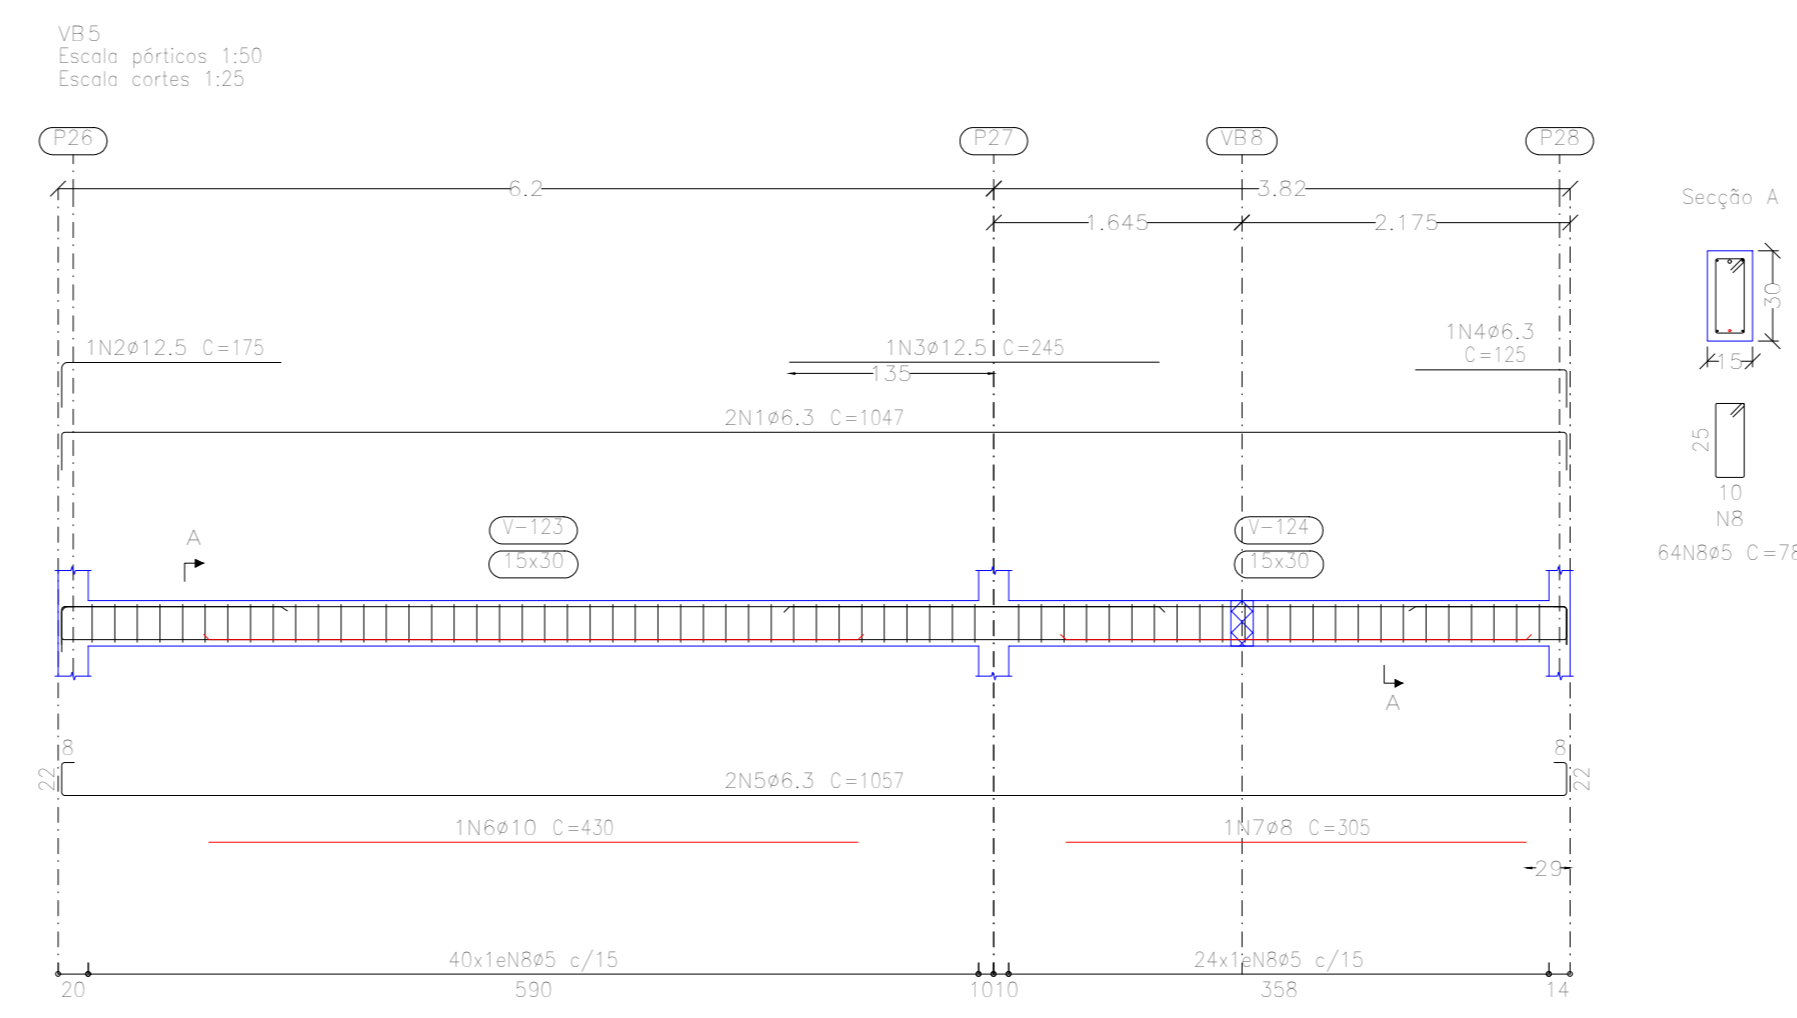 VB5
Escala pórticos 1:50
Escala cortes 1:25
P26
P27
VB8
P28
6.2
3.82
1.645
2.175
Secção A
30
15
1N2ø12.5 C=175
1N3ø12.5 C=245
135
1N4ø6.3
C=125
2N1ø6.3 C=1047
25
10
N8
64N8ø5 C=78
V-123
15x30
V-124
15x30
A
A
8
22
2N5ø6.3 C=1057
8
22
1N6ø10 C=430
1N7ø8 C=305
29
40x1eN8ø5 c/15
24x1eN8ø5 c/15
20
590
1010
358
14